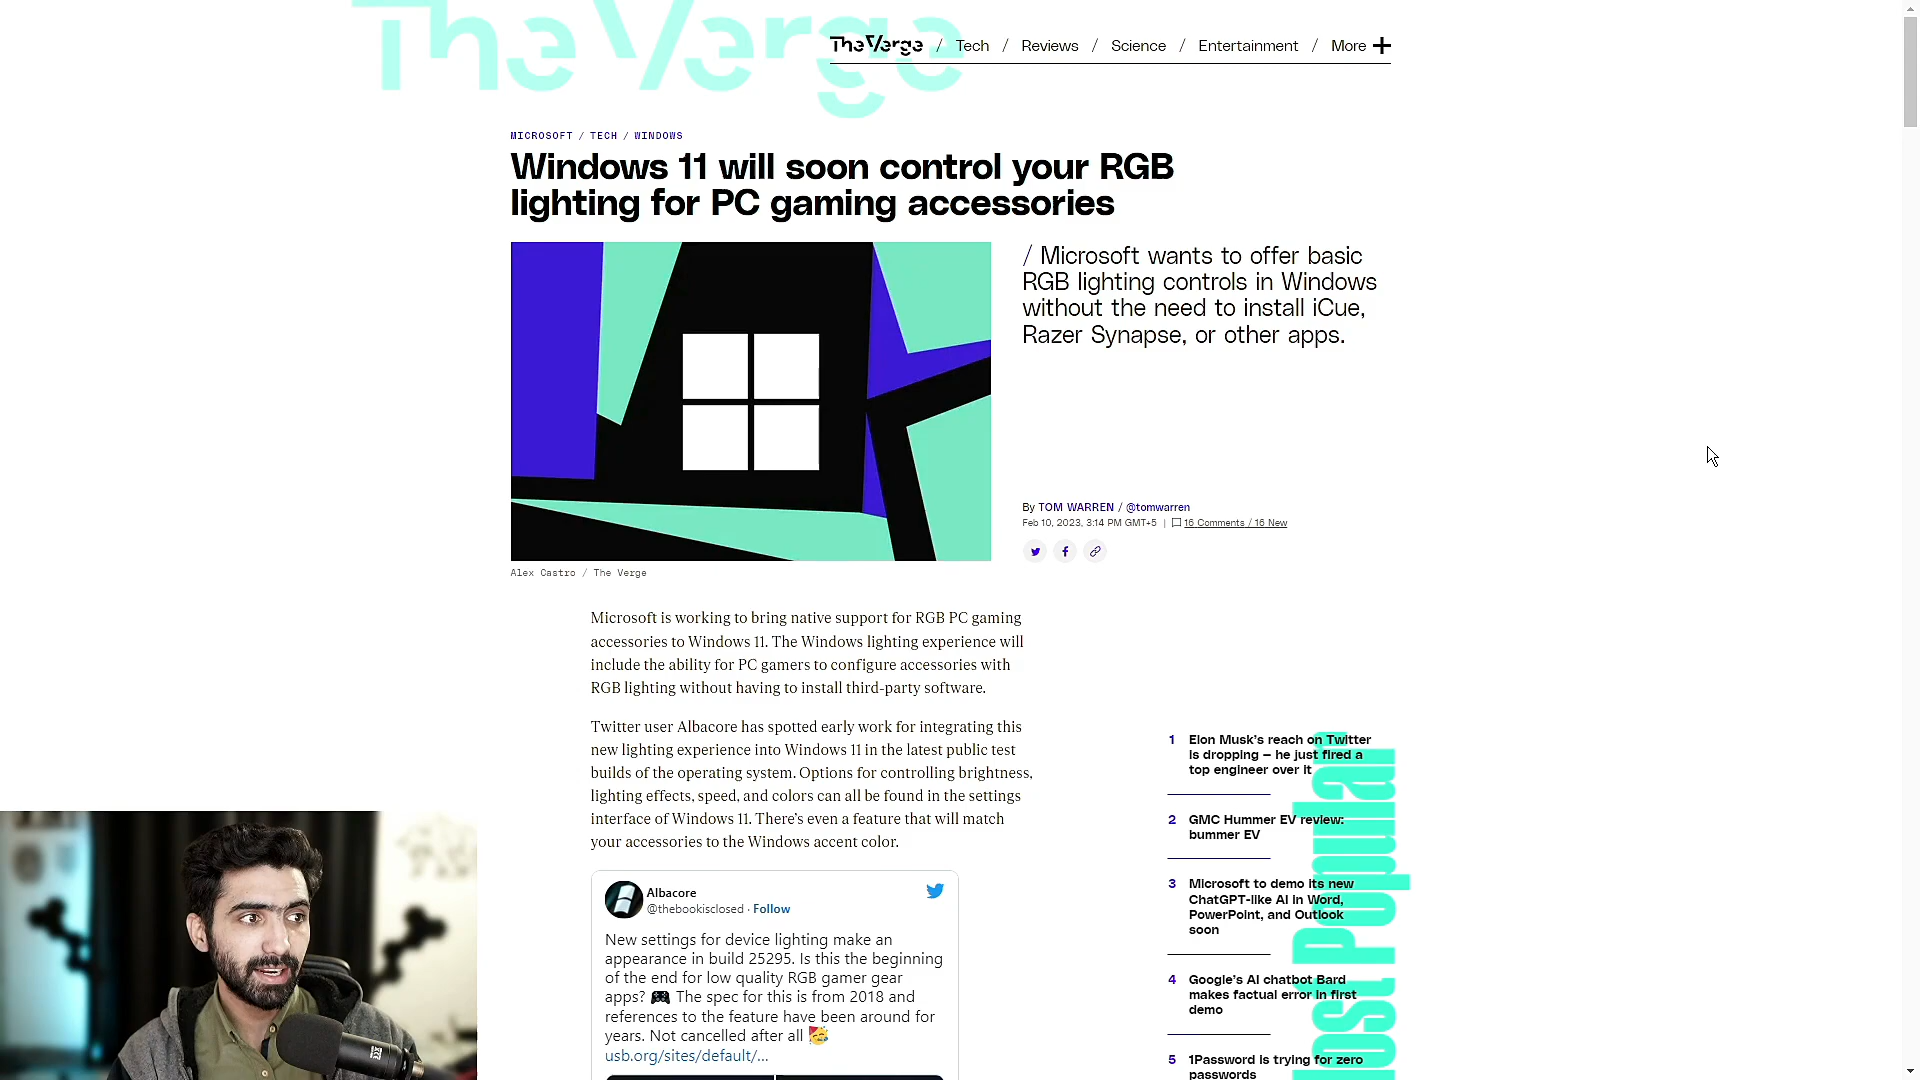 The Verge
The Verge / Tech / Reviews / Science / Entertainment / More +
MICROSOFT / TECH / WINDOWS
Windows 11 will soon control your RGB
lighting for PC gaming accessories
/ Microsoft wants to offer basic
RGB lighting controls in Windows
without the need to install iCue,
Razer Synapse, or other apps.
By TOM WARREN / @tomwarren
Feb 10, 2023, 3:14 PM GMT+5 | 16 Comments / 16 New
Alex Castro / The Verge
Microsoft is working to bring native support for RGB PC gaming
accessories to Windows 11. The Windows lighting experience will
include the ability for PC gamers to configure accessories with
RGB lighting without having to install third-party software.
Twitter user Albacore has spotted early work for integrating this
new lighting experience into Windows 11 in the latest public test
builds of the operating system. Options for controlling brightness,
lighting effects, speed, and colors can all be found in the settings
interface of Windows 11. There's even a feature that will match
your accessories to the Windows accent color.
Albacore
@thebookisclosed · Follow
New settings for device lighting make an
appearance in build 25295. Is this the beginning
of the end for low quality RGB gamer gear
apps? 🎮 The spec for this is from 2018 and
references to the feature have been around for
years. Not cancelled after all 🥳
usb.org/sites/default/...
Most Popular
1 Elon Musk's reach on Twitter
is dropping — he just fired a
top engineer over it
2 GMC Hummer EV review:
bummer EV
3 Microsoft to demo its new
ChatGPT-like AI in Word,
PowerPoint, and Outlook
soon
4 Google's AI chatbot Bard
makes factual error in first
demo
5 1Password is trying for zero
passwords